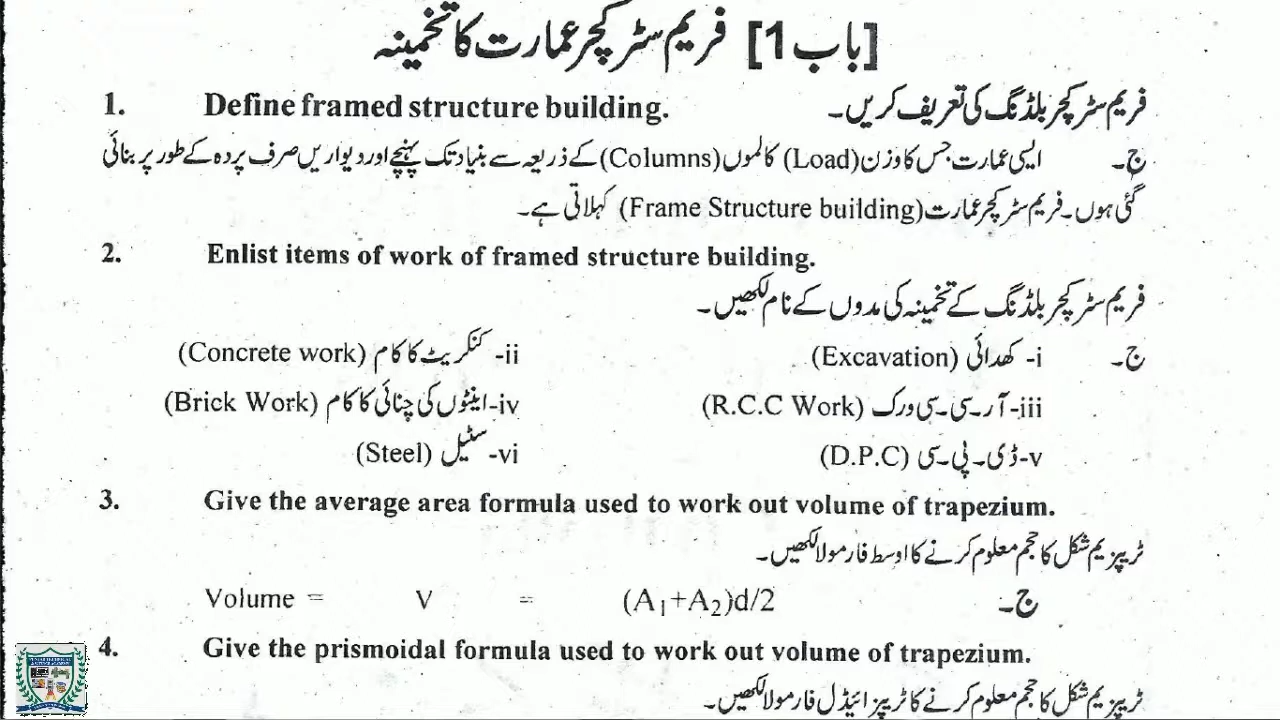 [باب 1] فریم سٹرکچر عمارت کا تخمینہ
1. Define framed structure building. فریم سٹرکچر بلڈنگ کی تعریف کریں۔
ج۔ ایسی عمارت جس کا وزن (Load) کالموں (Columns) کے ذریعہ سے بنیاد تک پہنچے اور دیواریں صرف پردہ کے طور پر بنائی
گئی ہوں۔ فریم سٹرکچر عمارت (Frame Structure building) کہلاتی ہے۔
2. Enlist items of work of framed structure building.
فریم سٹرکچر بلڈنگ کے تخمینہ کی مدوں کے نام لکھیں۔
ج۔ i- کھدائی (Excavation) ii- کنکریٹ کا کام (Concrete work)
iii- آر۔سی۔سی ورک (R.C.C Work) iv- اینٹوں کی چنائی کا کام (Brick Work)
v- ڈی۔پی۔سی (D.P.C) vi- سٹیل (Steel)
3. Give the average area formula used to work out volume of trapezium.
ٹریپزیم شکل کا حجم معلوم کرنے کا اوسط فارمولا لکھیں۔
ج۔ Volume = V = (A₁+A₂)d/2
4. Give the prismoidal formula used to work out volume of trapezium.
ٹریپزیم شکل کا حجم معلوم کرنے کا ٹریپزائیڈل فارمولا لکھیں۔